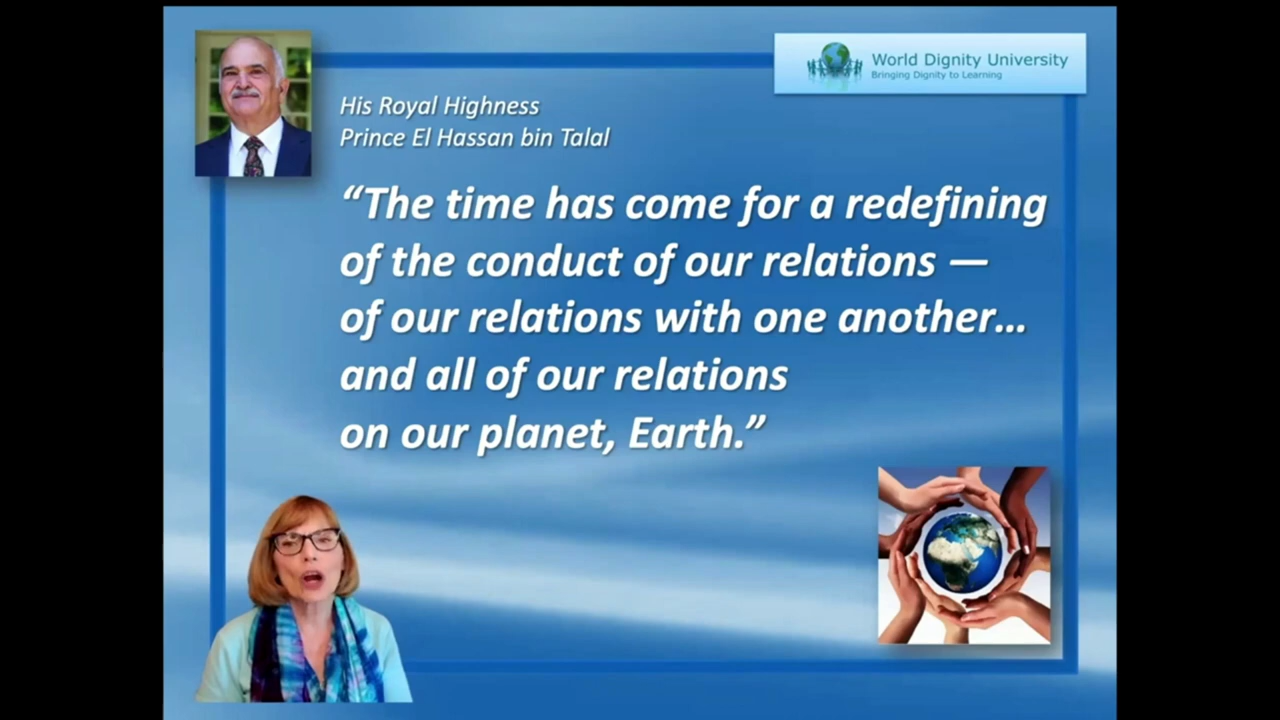 World Dignity University
Bringing Dignity to Learning
His Royal Highness
Prince El Hassan bin Talal
“The time has come for a redefining
of the conduct of our relations —
of our relations with one another...
and all of our relations
on our planet, Earth.”